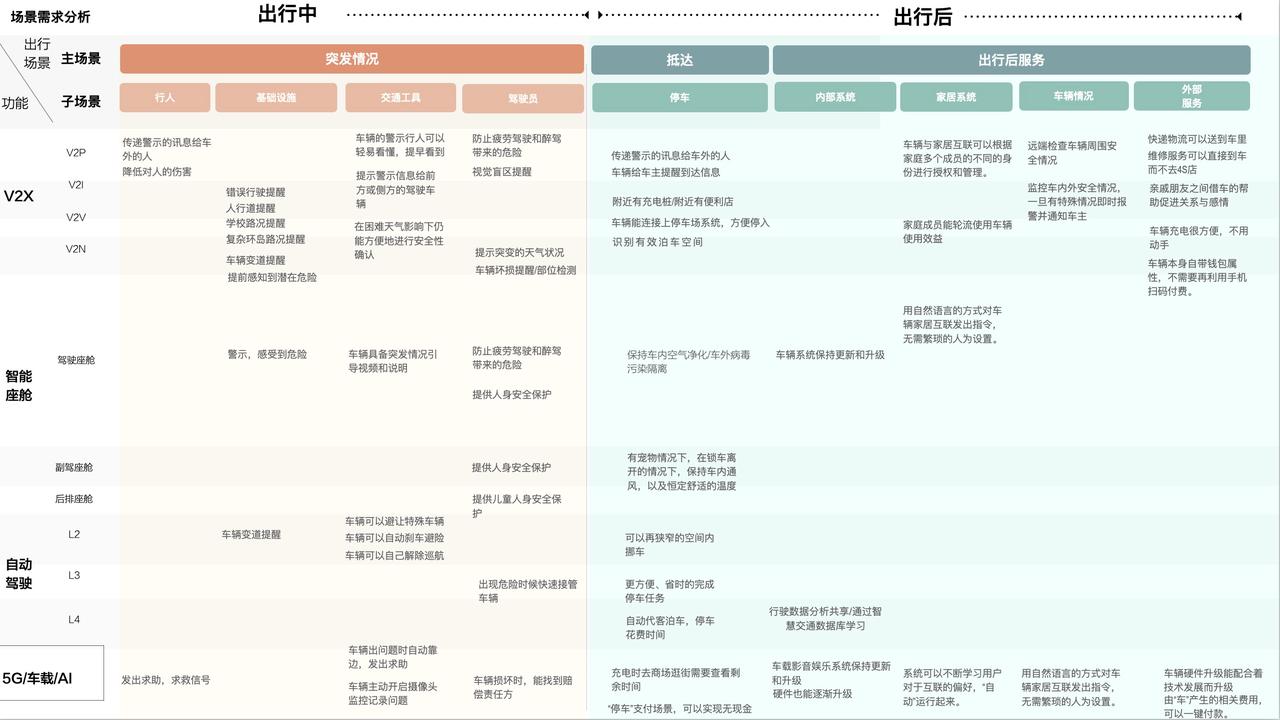 场景需求分析
出行中
出行后
出行
场景
功能
主场景
突发情况
抵达
出行后服务
子场景
行人
基础设施
交通工具
驾驶员
停车
内部系统
家居系统
车辆情况
外部
服务
V2X
V2P
V2I
V2V
V2N
传递警示的讯息给车
外的人
降低对人的伤害
错误行驶提醒
人行道提醒
学校路况提醒
复杂环岛路况提醒
车辆变道提醒
提前感知到潜在危险
车辆的警示行人可以
轻易看懂，提早看到
提示警示信息给前
方或侧方的驾驶车
辆
在困难天气影响下仍
能方便地进行安全性
确认
防止疲劳驾驶和醉驾
带来的危险
视觉盲区提醒
提示突变的天气状况
车辆坏损提醒/部位检测
传递警示的讯息给车外的人
车辆给车主提醒到达信息
附近有充电桩/附近有便利店
车辆能连接上停车场系统，方便停入
识别有效泊车空间
车辆与家居互联可以根据
家庭多个成员的不同的身
份进行授权和管理。
家庭成员能轮流使用车辆
使用效益
用自然语言的方式对车
辆家居互联发出指令，
无需繁琐的人为设置。
远端检查车辆周围安
全情况
监控车内外安全情况，
一旦有特殊情况即时报
警并通知车主
快递物流可以送到车里
维修服务可以直接到车
而不去4S店
亲戚朋友之间借车的帮
助促进关系与感情
车辆充电很方便，不用
动手
车辆本身自带钱包属
性，不需要再利用手机
扫码付费。
智能
座舱
驾驶座舱
警示，感受到危险
车辆具备突发情况引
导视频和说明
防止疲劳驾驶和醉驾
带来的危险
提供人身安全保护
保持车内空气净化/车外病毒
污染隔离
车辆系统保持更新和升级
副驾座舱
提供人身安全保护
有宠物情况下，在锁车离
开的情况下，保持车内通
风，以及恒定舒适的温度
后排座舱
提供儿童人身安全保
护
自动
驾驶
L2
车辆变道提醒
车辆可以避让特殊车辆
车辆可以自动刹车避险
车辆可以自己解除巡航
可以再狭窄的空间内
挪车
L3
出现危险时候快速接管
车辆
更方便、省时的完成
停车任务
L4
自动代客泊车，停车
花费时间
行驶数据分析共享/通过智
慧交通数据库学习
5G/车载/AI
发出求助，求救信号
车辆出问题时自动靠
边，发出求助
车辆主动开启摄像头
监控记录问题
车辆损坏时，能找到赔
偿责任方
充电时去商场逛街需要查看剩
余时间
“停车”支付场景，可以实现无现金
车载影音娱乐系统保持更新
和升级
硬件也能逐渐升级
系统可以不断学习用户
对于互联的偏好，“自
动”运行起来。
用自然语言的方式对车
辆家居互联发出指令，
无需繁琐的人为设置。
车辆硬件升级能配合着
技术发展而升级
由“车”产生的相关费用，
可以一键付款。